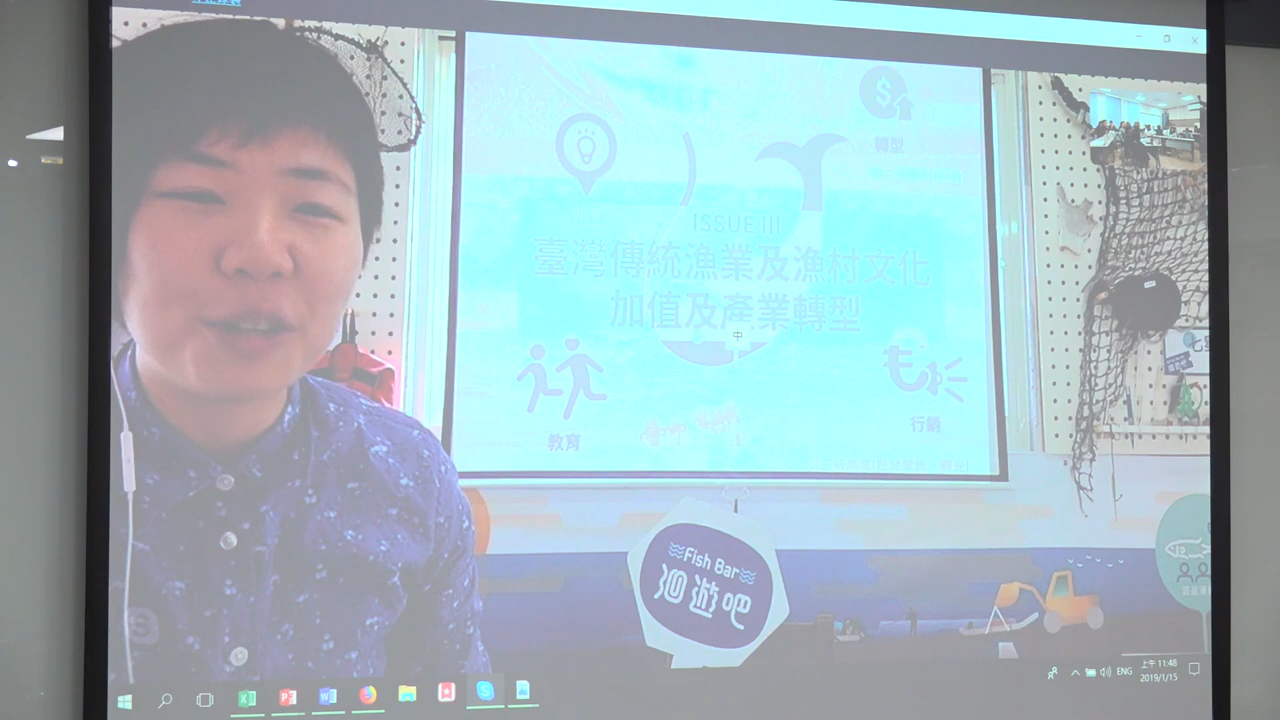 轉型
ISSUE III
臺灣傳統漁業及漁村文化
加值及產業轉型
中
教育
行銷
Fish Bar
洄遊吧
ENG
上午 11:48
2019/1/15